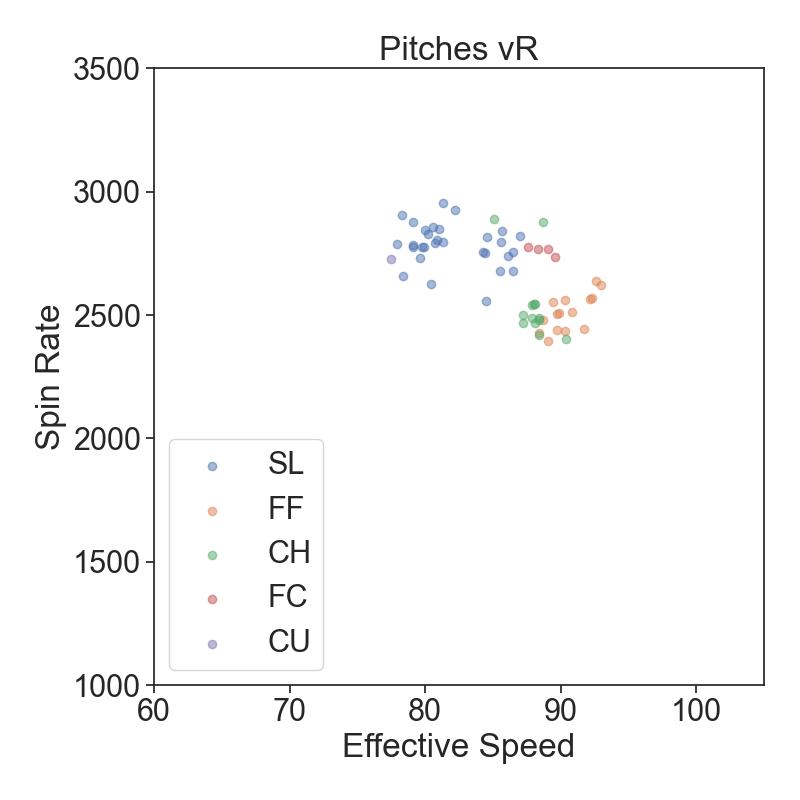 Pitches vR
3500
3000
2500
2000
1500
1000
Spin Rate
SL
FF
CH
FC
CU
60 70 80 90 100
Effective Speed